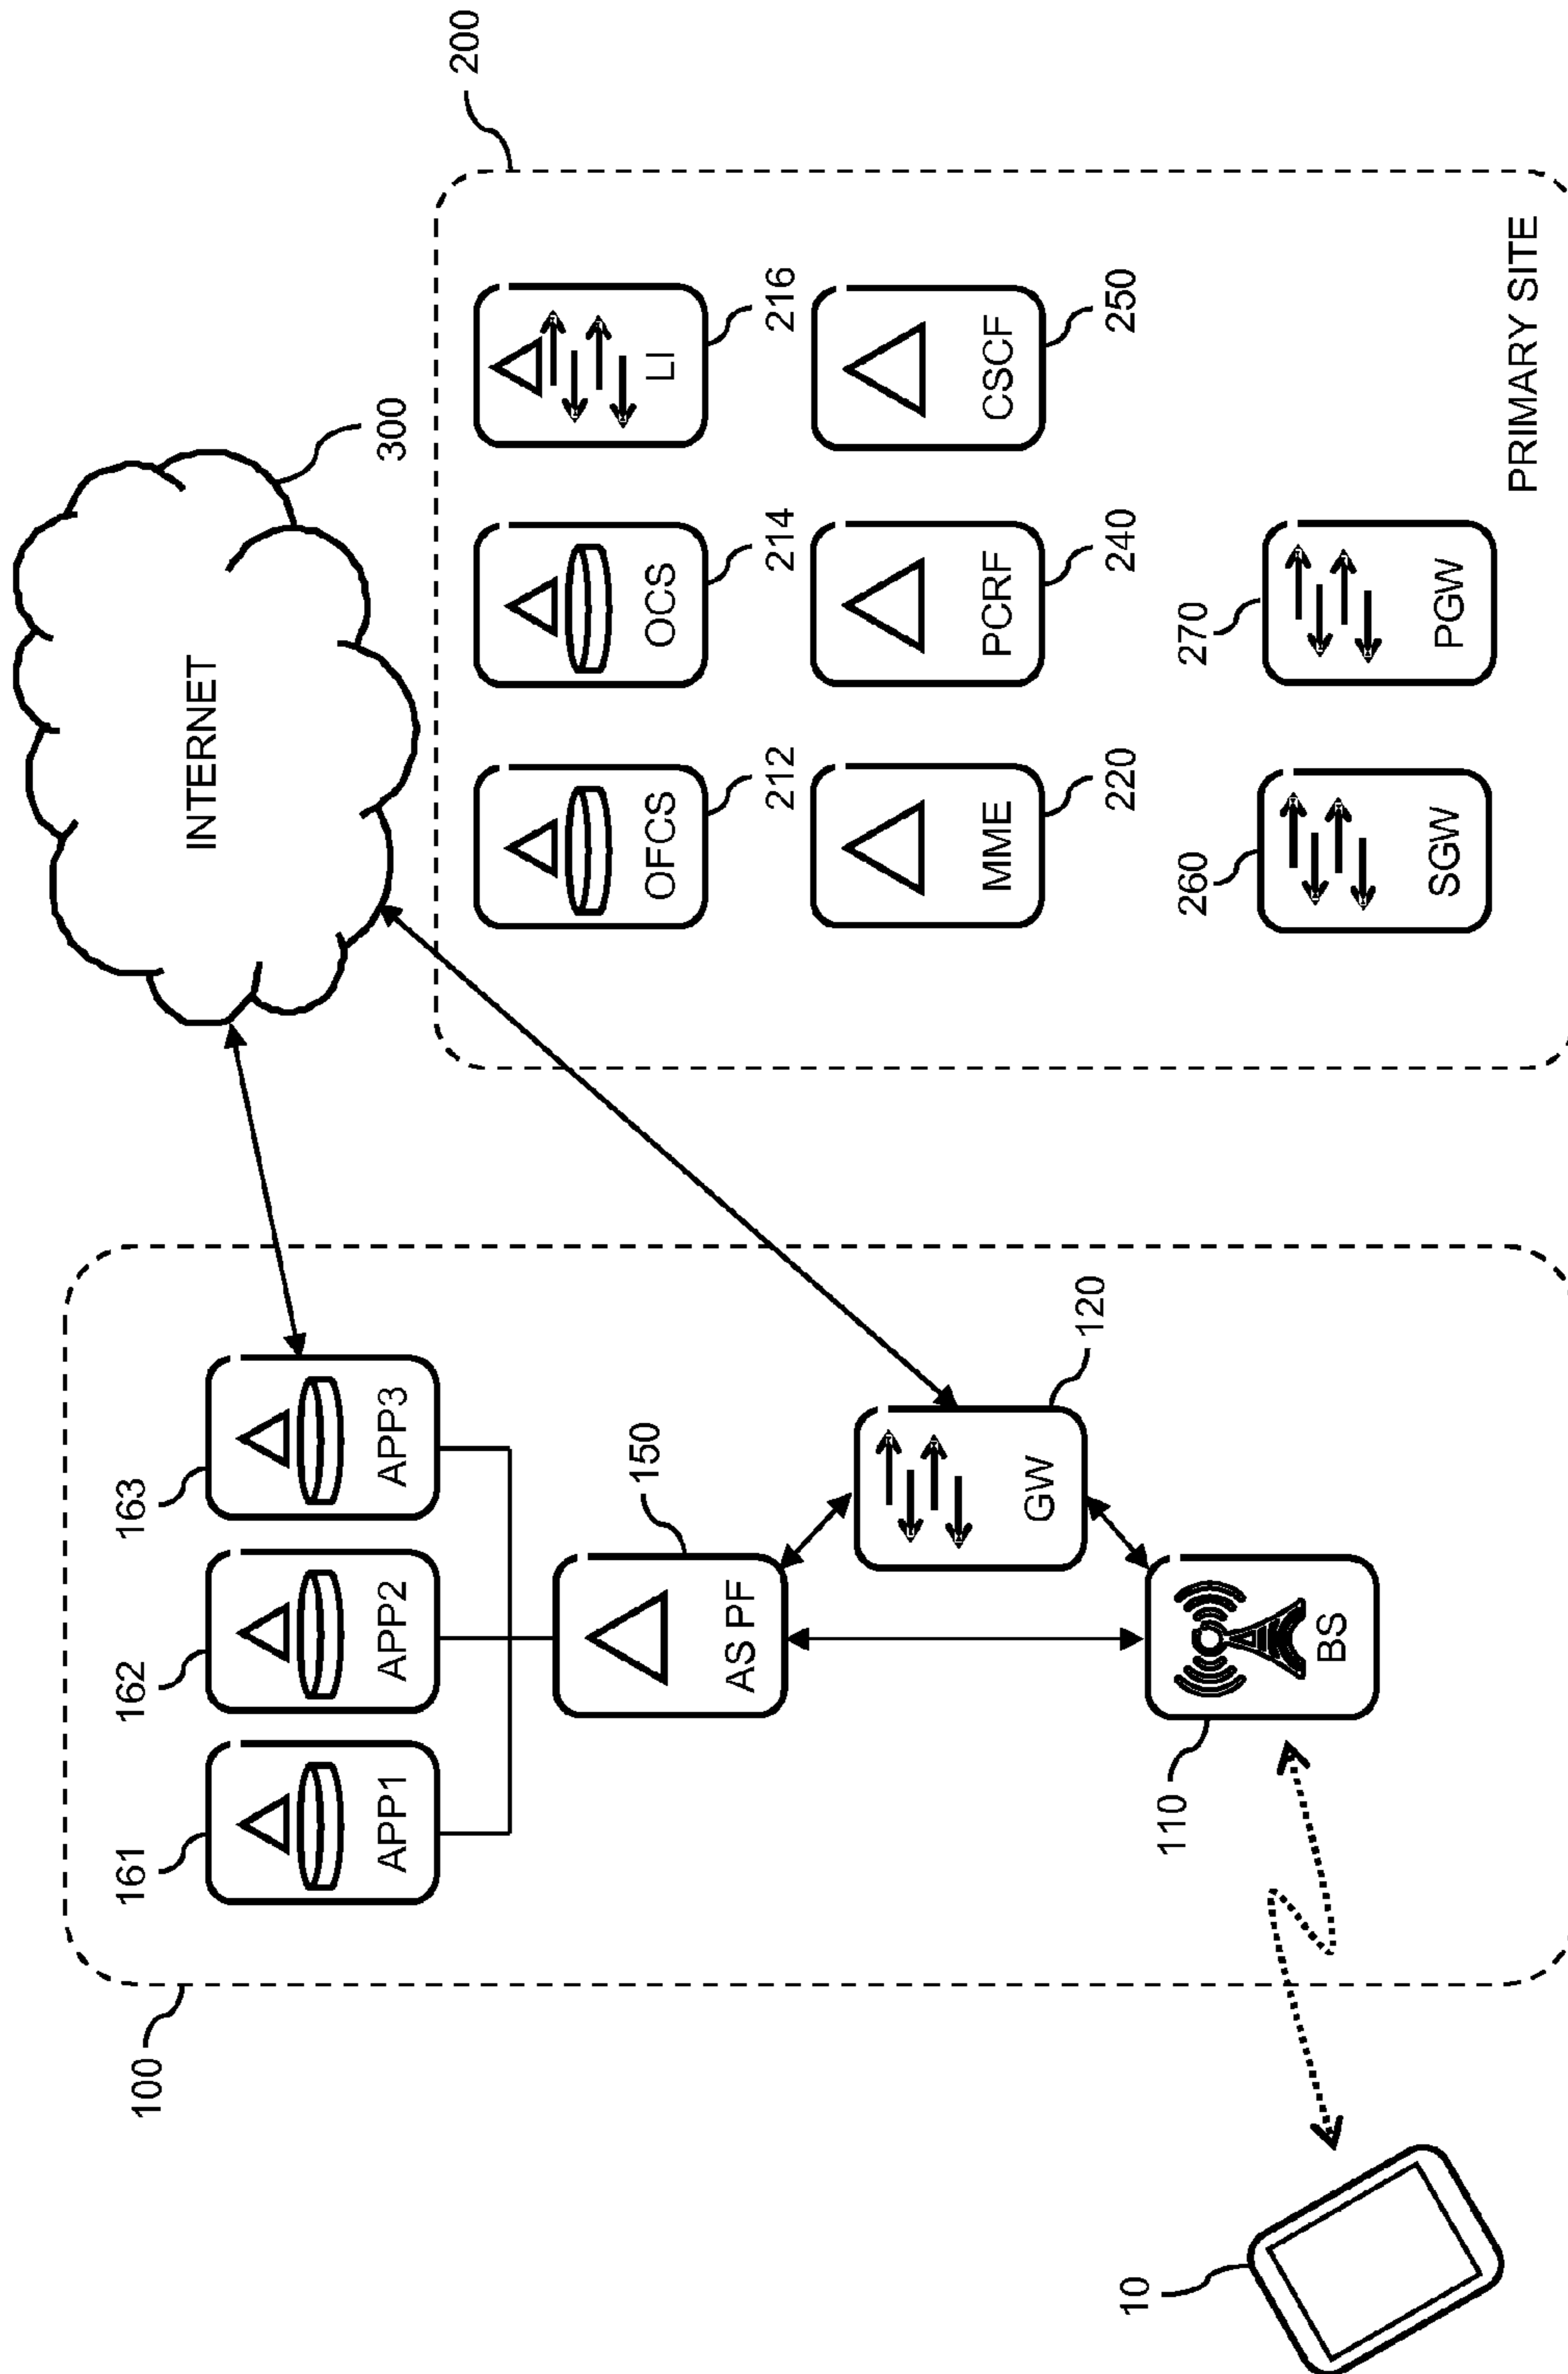 INTERNET
300
200
100
161
APP1
162
APP2
163
APP3
150
AS PF
120
GW
110
BS
10
OFCS
212
OCS
214
LI
216
MME
220
PCRF
240
CSCF
250
260
SGW
270
PGW
PRIMARY SITE